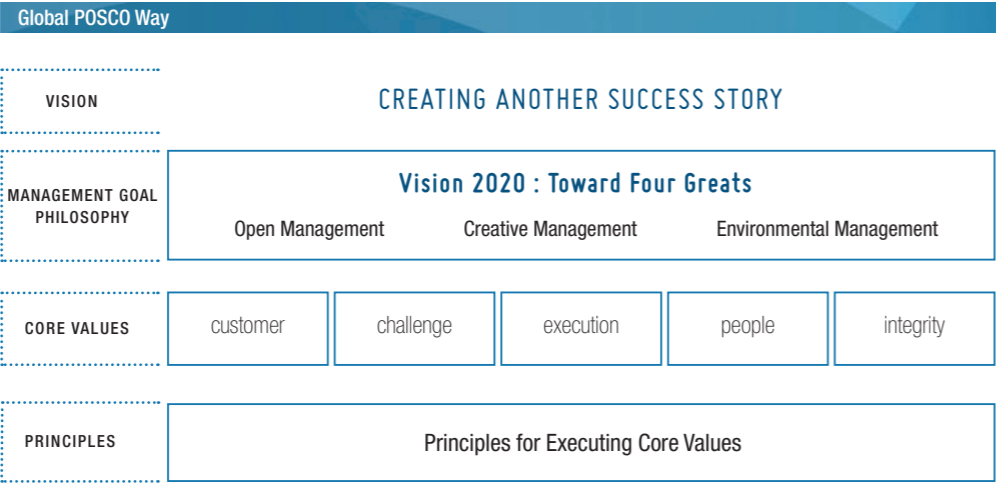 Global POSCO Way
VISION
CREATING ANOTHER SUCCESS STORY
MANAGEMENT GOAL
PHILOSOPHY
Vision 2020 : Toward Four Greats
Open Management Creative Management Environmental Management
CORE VALUES
customer challenge execution people integrity
PRINCIPLES
Principles for Executing Core Values